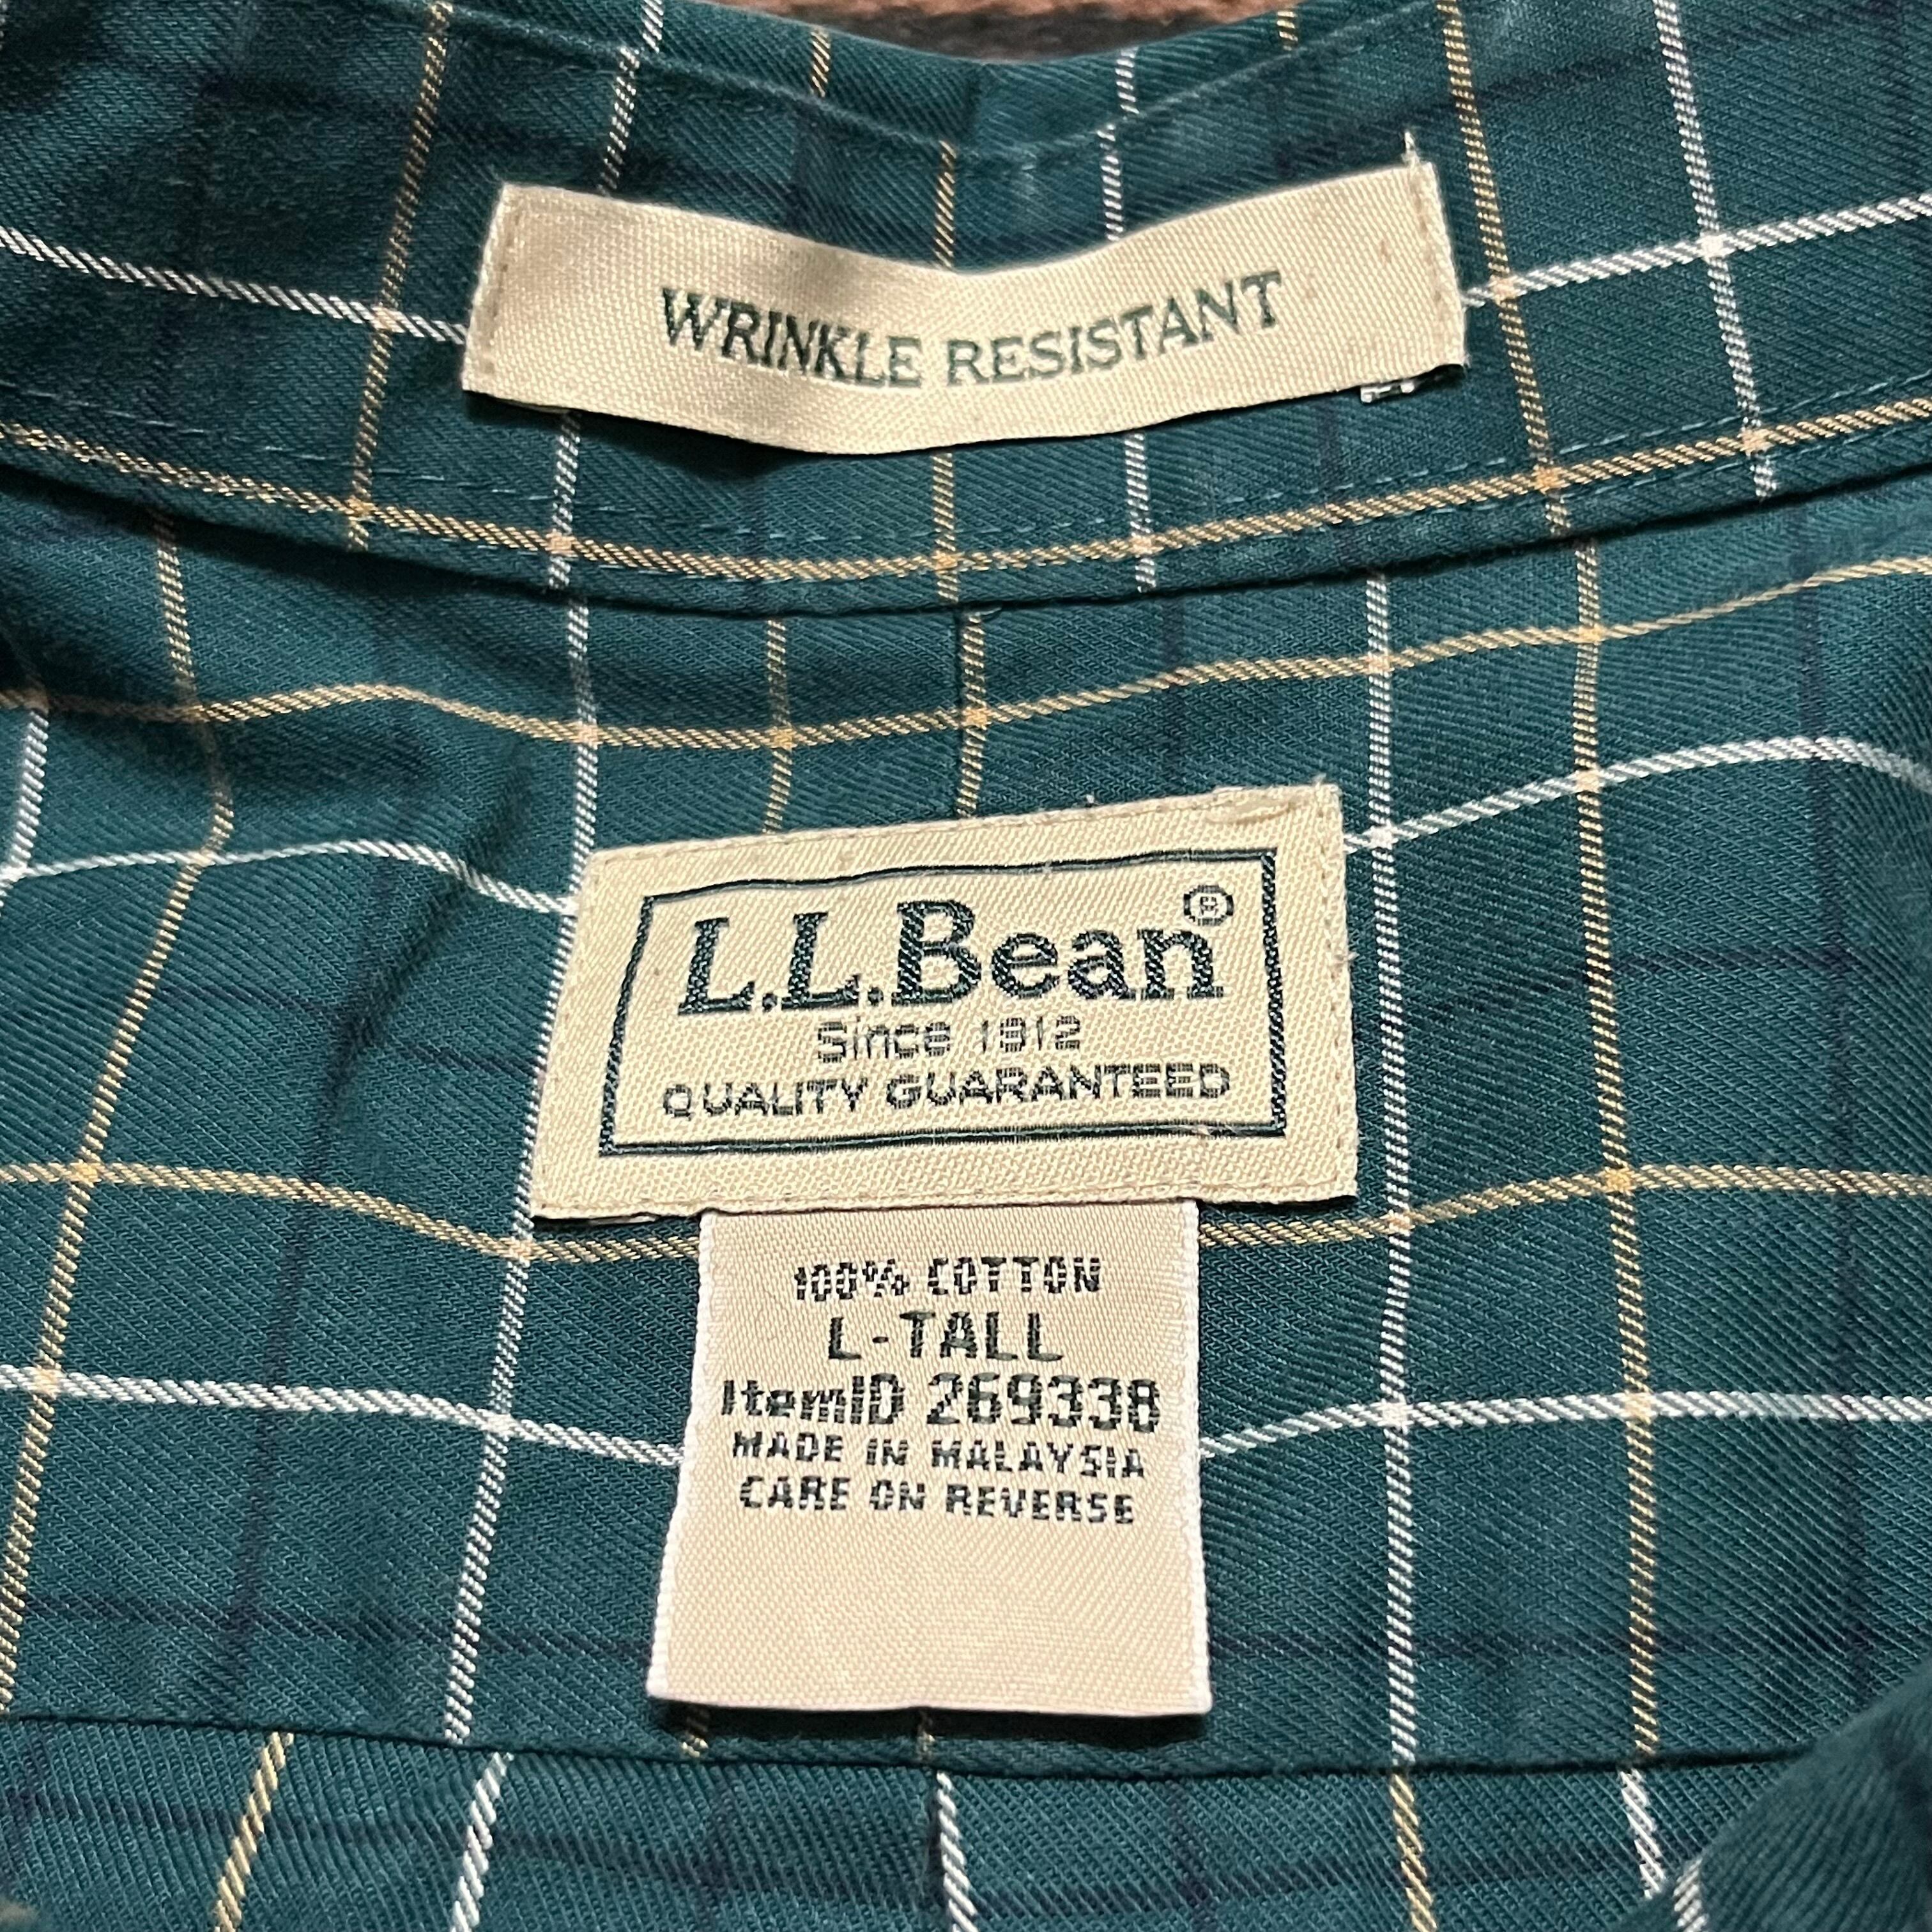 WRINKLE RESISTANT
L.L.Bean®
Since 1912
QUALITY GUARANTEED
100% COTTON
L-TALL
ItemID 269338
MADE IN MALAYSIA
CARE ON REVERSE